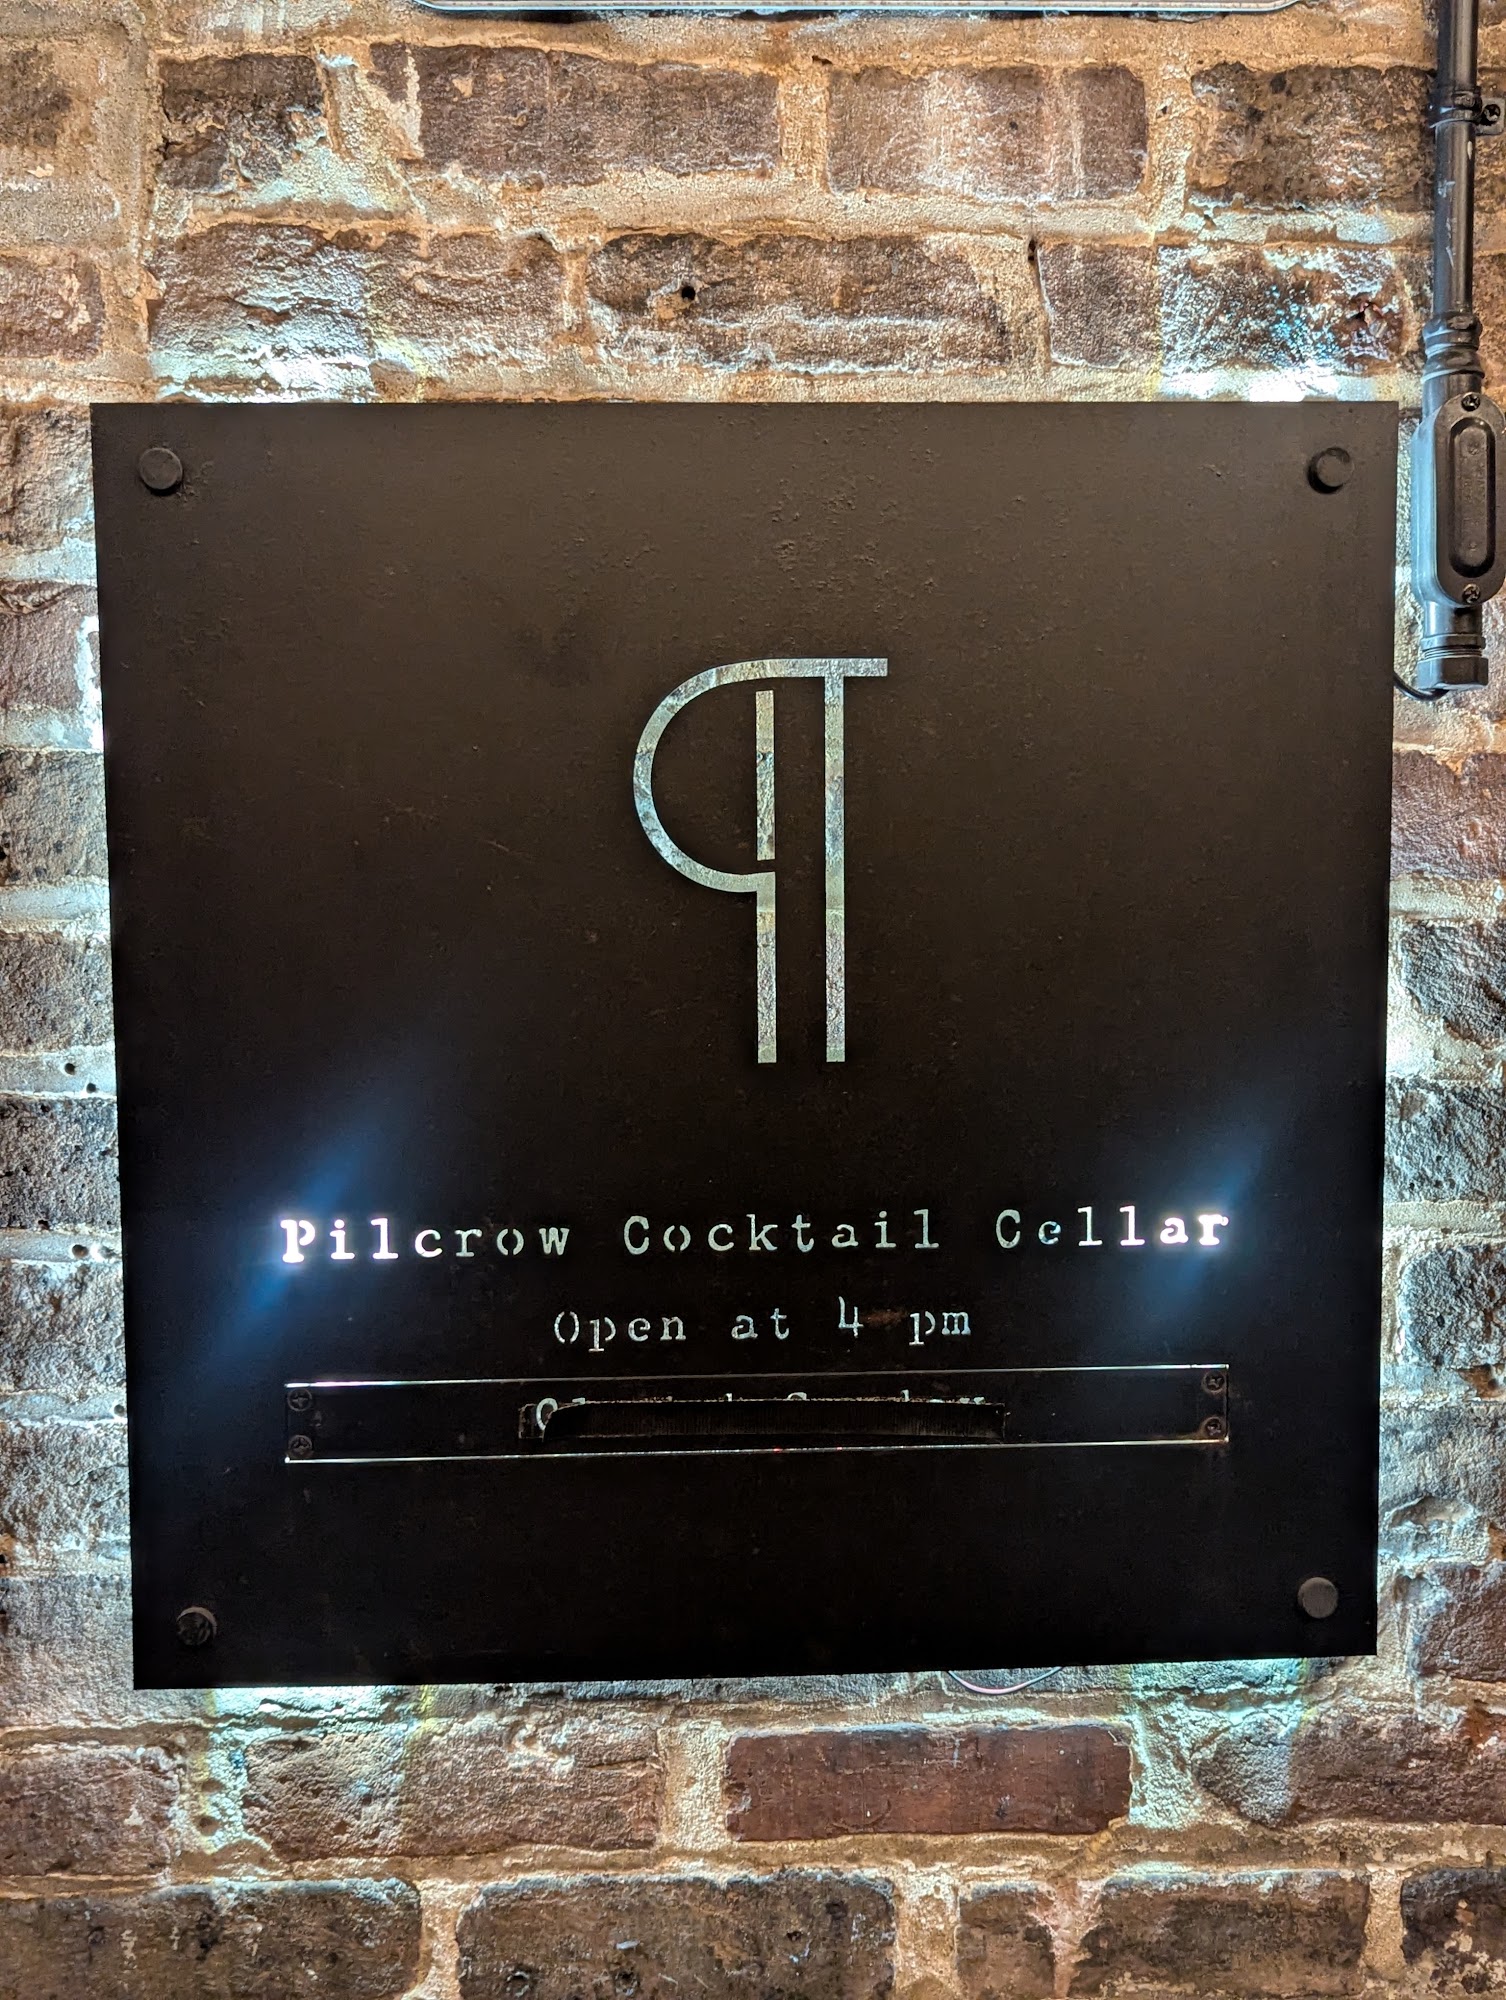 ¶
Pilcrow Cocktail Cellar
Open at 4 pm